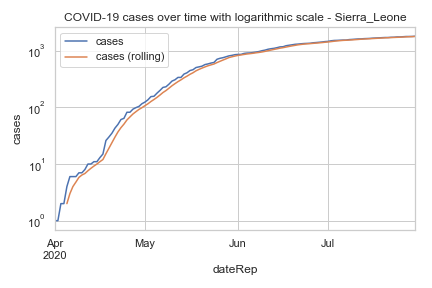 COVID-19 cases over time with logarithmic scale - Sierra_Leone
cases
cases (rolling)
10³
10²
10¹
10⁰
cases
Apr
2020
May
Jun
Jul
dateRep